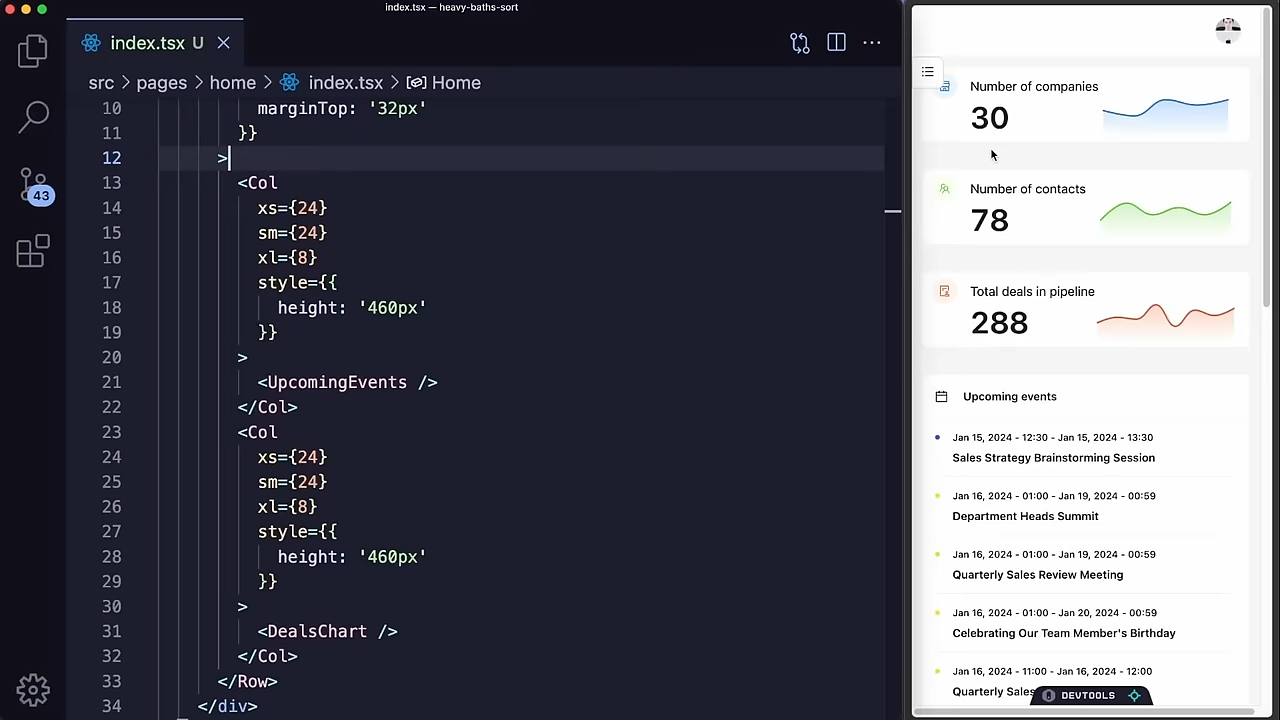 index.tsx — heavy-baths-sort
index.tsx U
src > pages > Home > index.tsx > Home
10 marginTop: '32px'
11 }}
12 >
13 <Col
14 xs={24}
15 sm={24}
16 xl={8}
17 style={{
18 height: '460px'
19 }}
20 >
21 <UpcomingEvents />
22 </Col>
23 <Col
24 xs={24}
25 sm={24}
26 xl={8}
27 style={{
28 height: '460px'
29 }}
30 >
31 <DealsChart />
32 </Col>
33 </Row>
34 </div>
43
Number of companies
30
Number of contacts
78
Total deals in pipeline
288
Upcoming events
Jan 15, 2024 - 12:30 - Jan 15, 2024 - 13:30
Sales Strategy Brainstorming Session
Jan 16, 2024 - 01:00 - Jan 19, 2024 - 00:59
Department Heads Summit
Jan 16, 2024 - 01:00 - Jan 19, 2024 - 00:59
Quarterly Sales Review Meeting
Jan 16, 2024 - 01:00 - Jan 20, 2024 - 00:59
Celebrating Our Team Member's Birthday
Jan 16, 2024 - 11:00 - Jan 16, 2024 - 12:00
Quarterly Sales
DEVTOOLS